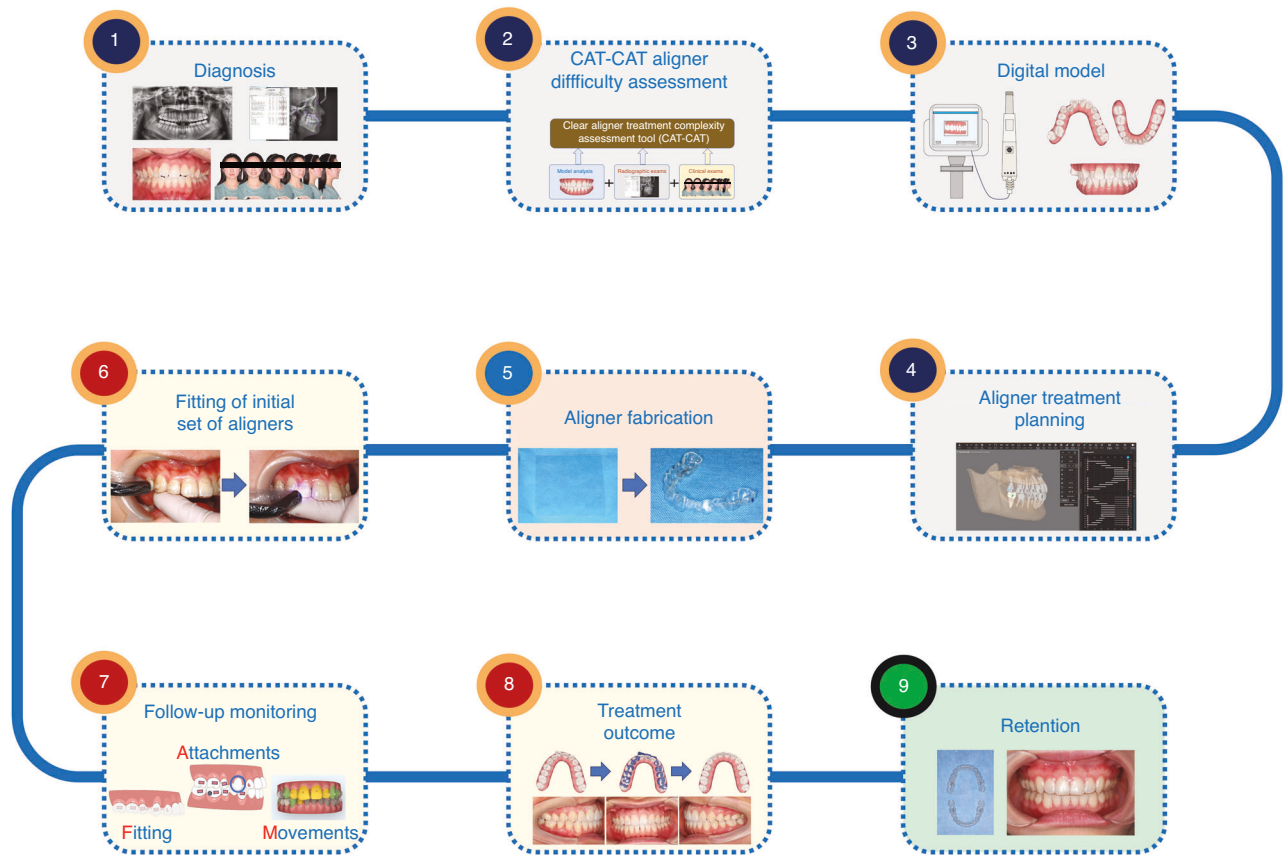 1
Diagnosis
2
CAT-CAT aligner
diffficulty assessment
Clear aligner treatment complexity
assessment tool (CAT-CAT)
Model analysis
+
Radiographic exams
+
Clinical exams
3
Digital model
4
Aligner treatment
planning
5
Aligner fabrication
6
Fitting of initial
set of aligners
7
Follow-up monitoring
Attachments
Fitting
Movements
8
Treatment
outcome
9
Retention